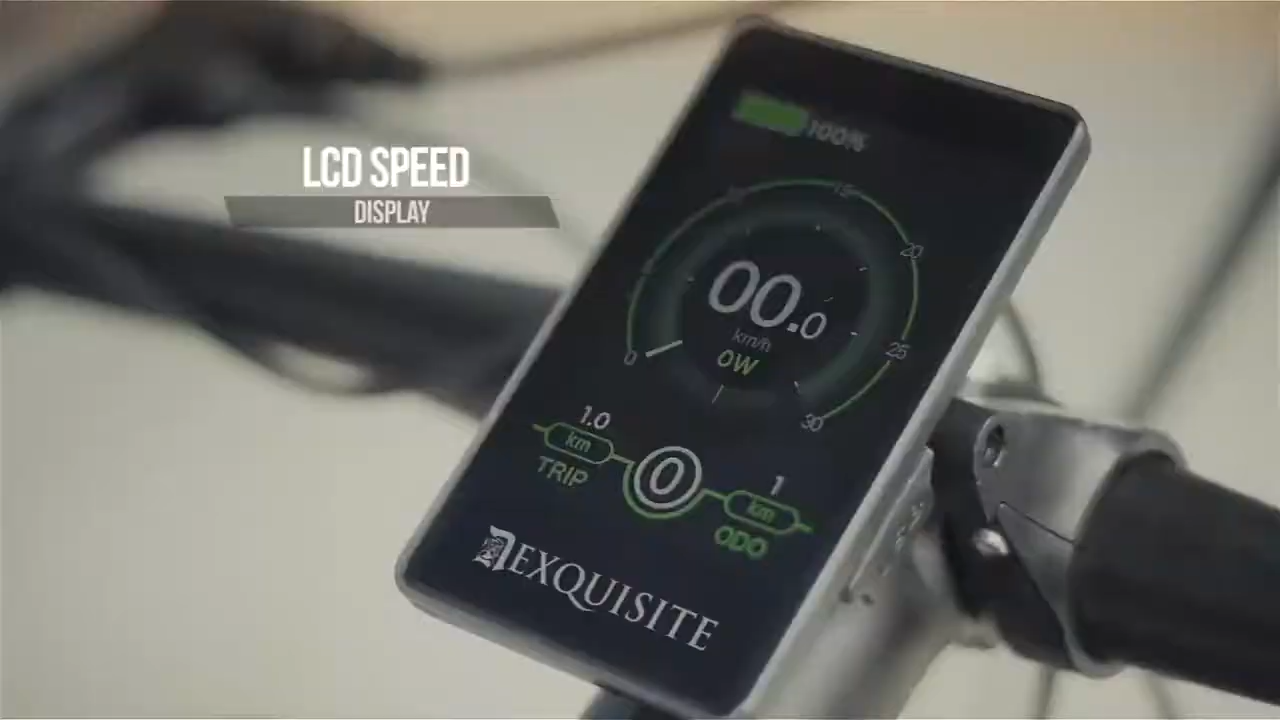 LCD SPEED
DISPLAY
100%
15
20
25
30
0
00.0
km/h
0W
1.0
km
TRIP
0
1
km
ODO
EXQUISITE